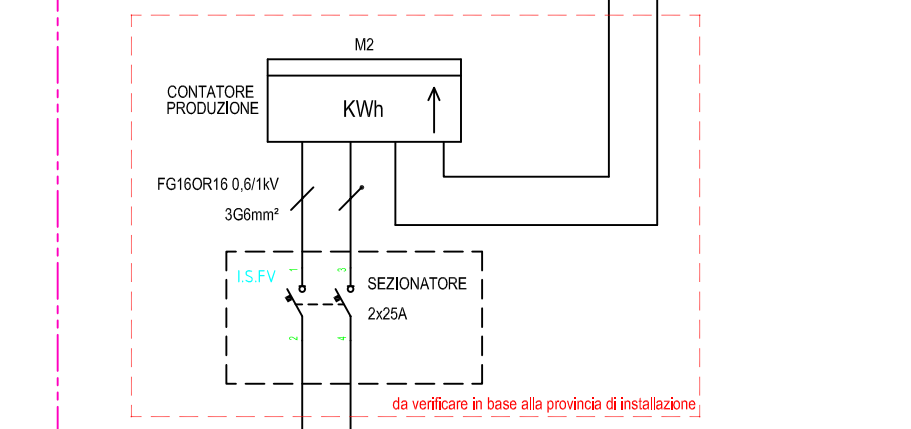 M2
CONTATORE
PRODUZIONE
KWh
FG16OR16 0,6/1kV
3G6mm²
I.S.FV
1
3
SEZIONATORE
2x25A
2
4
da verificare in base alla provincia di installazione